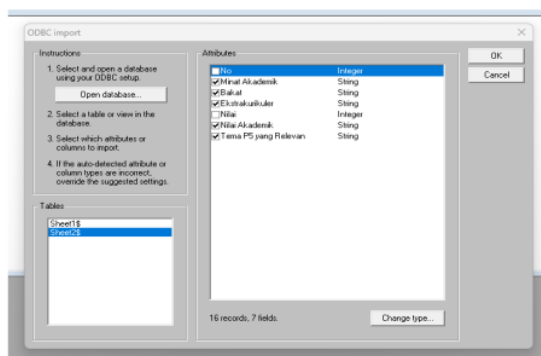 ODBC import
Instructions
1. Select and open a database
using your ODBC setup.
Open database...
2. Select a table or view in the
database.
3. Select which attributes or
columns to import.
4. If the auto-detected attribute or
column types are incorrect,
override the suggested settings.
Tables
Sheet1$
Sheet2$
Attributes
No Integer
Minat Akademik String
Bakat String
Ekstrakurikuler String
Nilai Integer
Nilai Akademik String
Tema P5 yang Relevan String
16 records, 7 fields.
Change type...
OK
Cancel